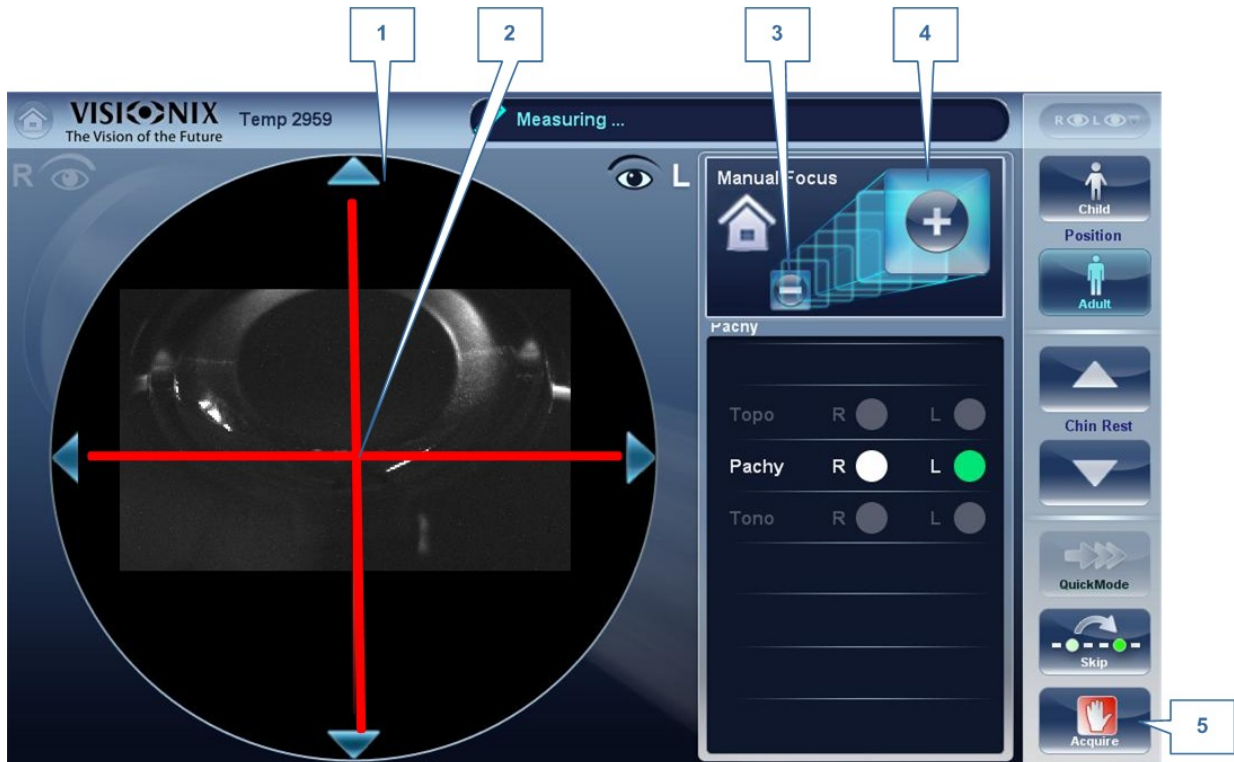 1
2
3
4
VISIONIX
The Vision of the Future
Temp 2959
Measuring ...
R L
R
L
Manual Focus
Child
Position
Adult
Pachy
Topo R L
Pachy R L
Tono R L
Chin Rest
QuickMode
Skip
Acquire
5